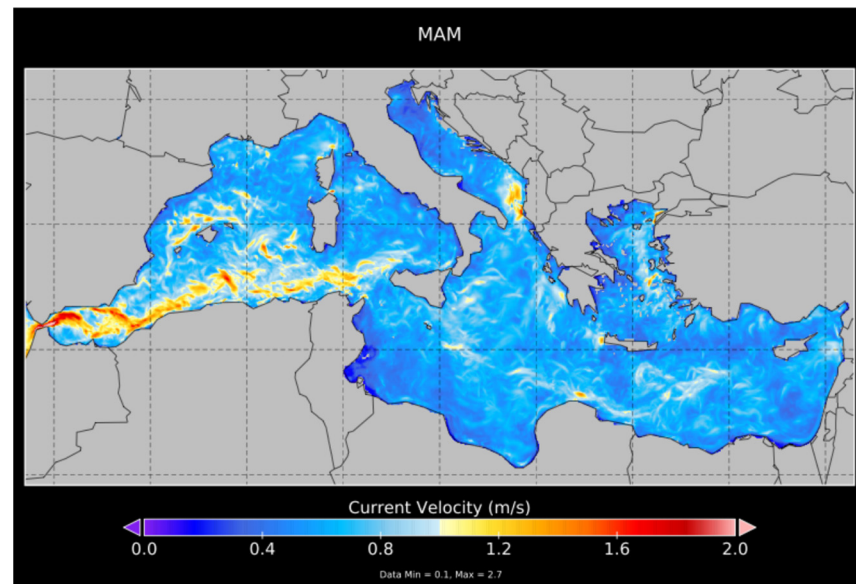 MAM
Current Velocity (m/s)
0.0 0.4 0.8 1.2 1.6 2.0
Data Min = 0.1, Max = 2.7